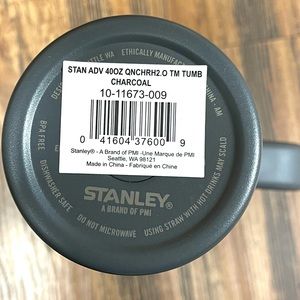 STAN ADV 40OZ QNCHRH2.O TM TUMB
CHARCOAL
10-11673-009
0 41604 37600 9
Stanley® - A Brand of PMI -Une Marque de PMI
Seattle, WA 98121
Made in China - Fabriqué en Chine
STANLEY
A BRAND OF PMI
BPA FREE
DISHWASHER SAFE
DO NOT MICROWAVE
USING STRAW WITH HOT DRINKS MAY SCALD
ETHICALLY MANUFAC